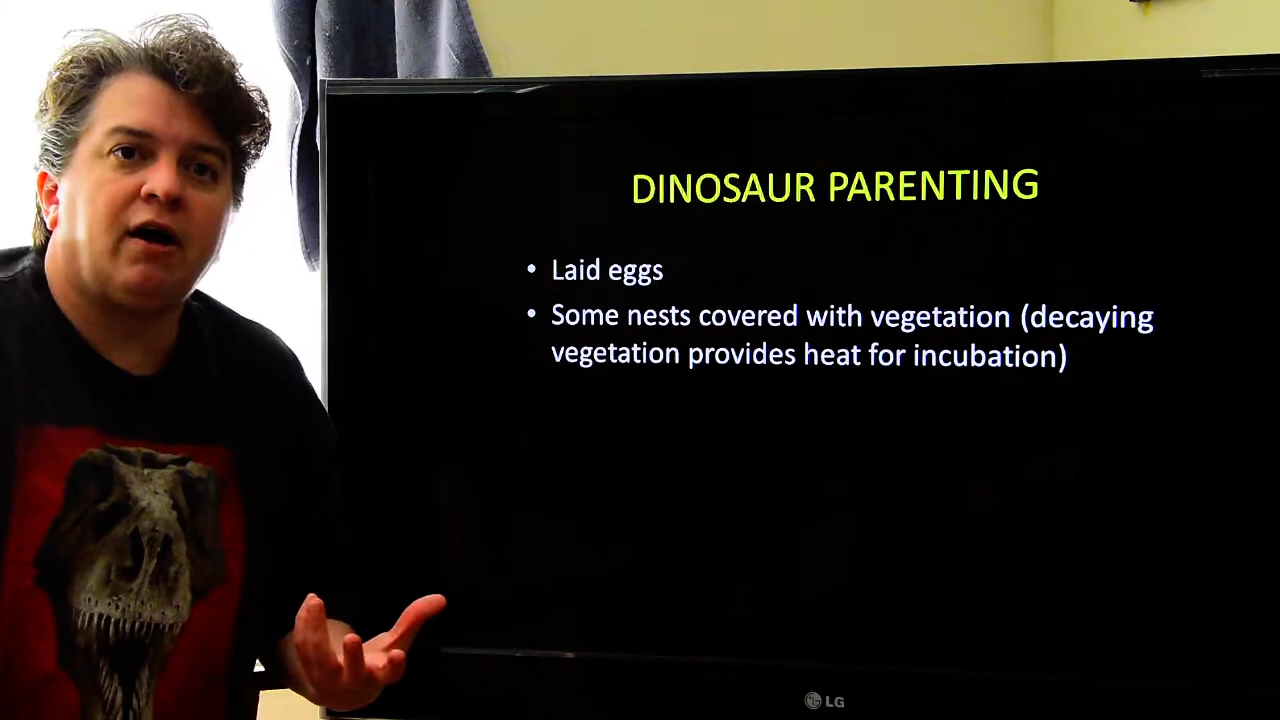 DINOSAUR PARENTING
• Laid eggs
• Some nests covered with vegetation (decaying
vegetation provides heat for incubation)
LG